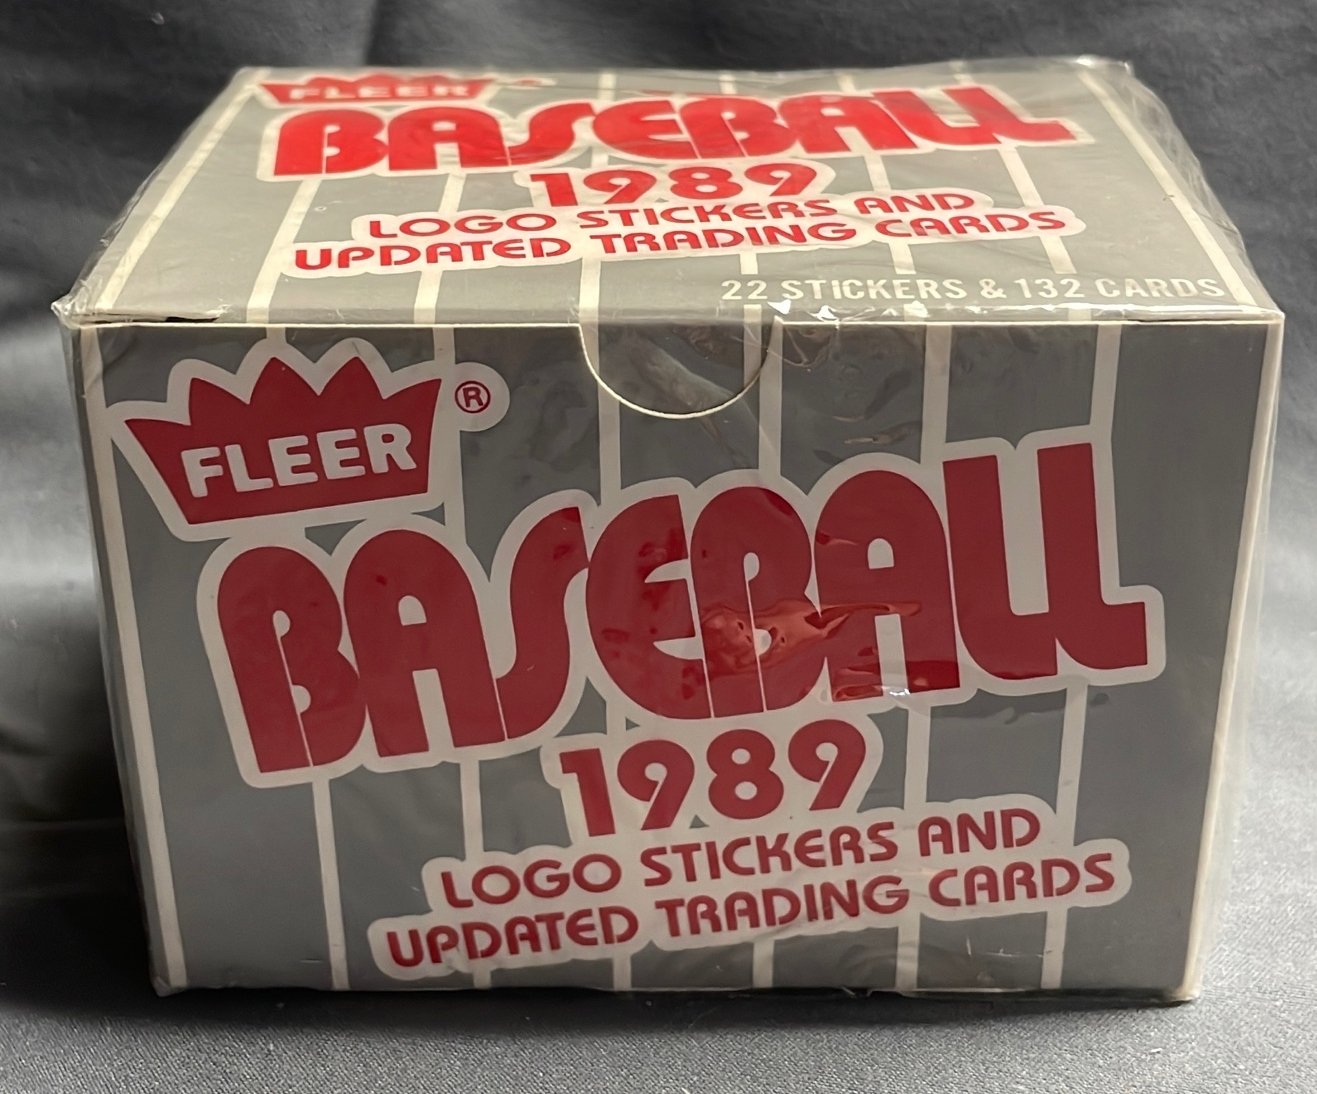 FLEER
BASEBALL
1989
LOGO STICKERS AND
UPDATED TRADING CARDS
22 STICKERS & 132 CARDS
FLEER ®
BASEBALL
1989
LOGO STICKERS AND
UPDATED TRADING CARDS